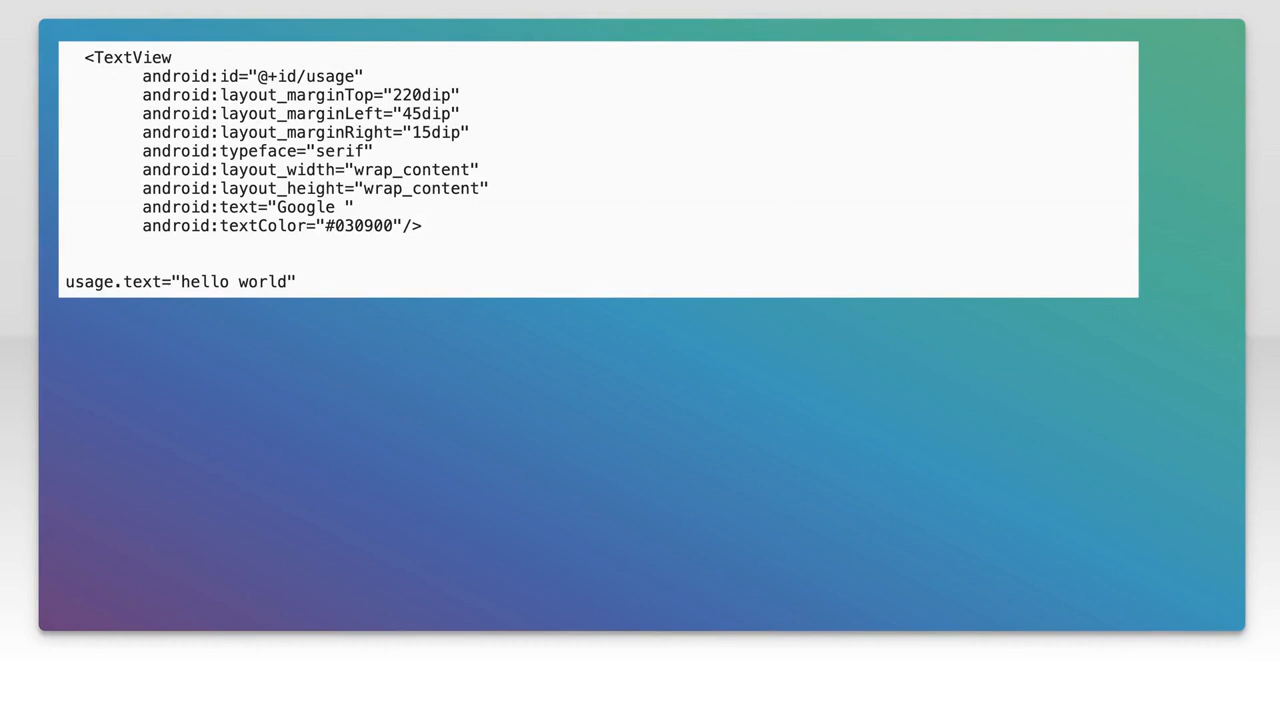 <TextView
android:id="@+id/usage"
android:layout_marginTop="220dip"
android:layout_marginLeft="45dip"
android:layout_marginRight="15dip"
android:typeface="serif"
android:layout_width="wrap_content"
android:layout_height="wrap_content"
android:text="Google "
android:textColor="#030900"/>
usage.text="hello world"